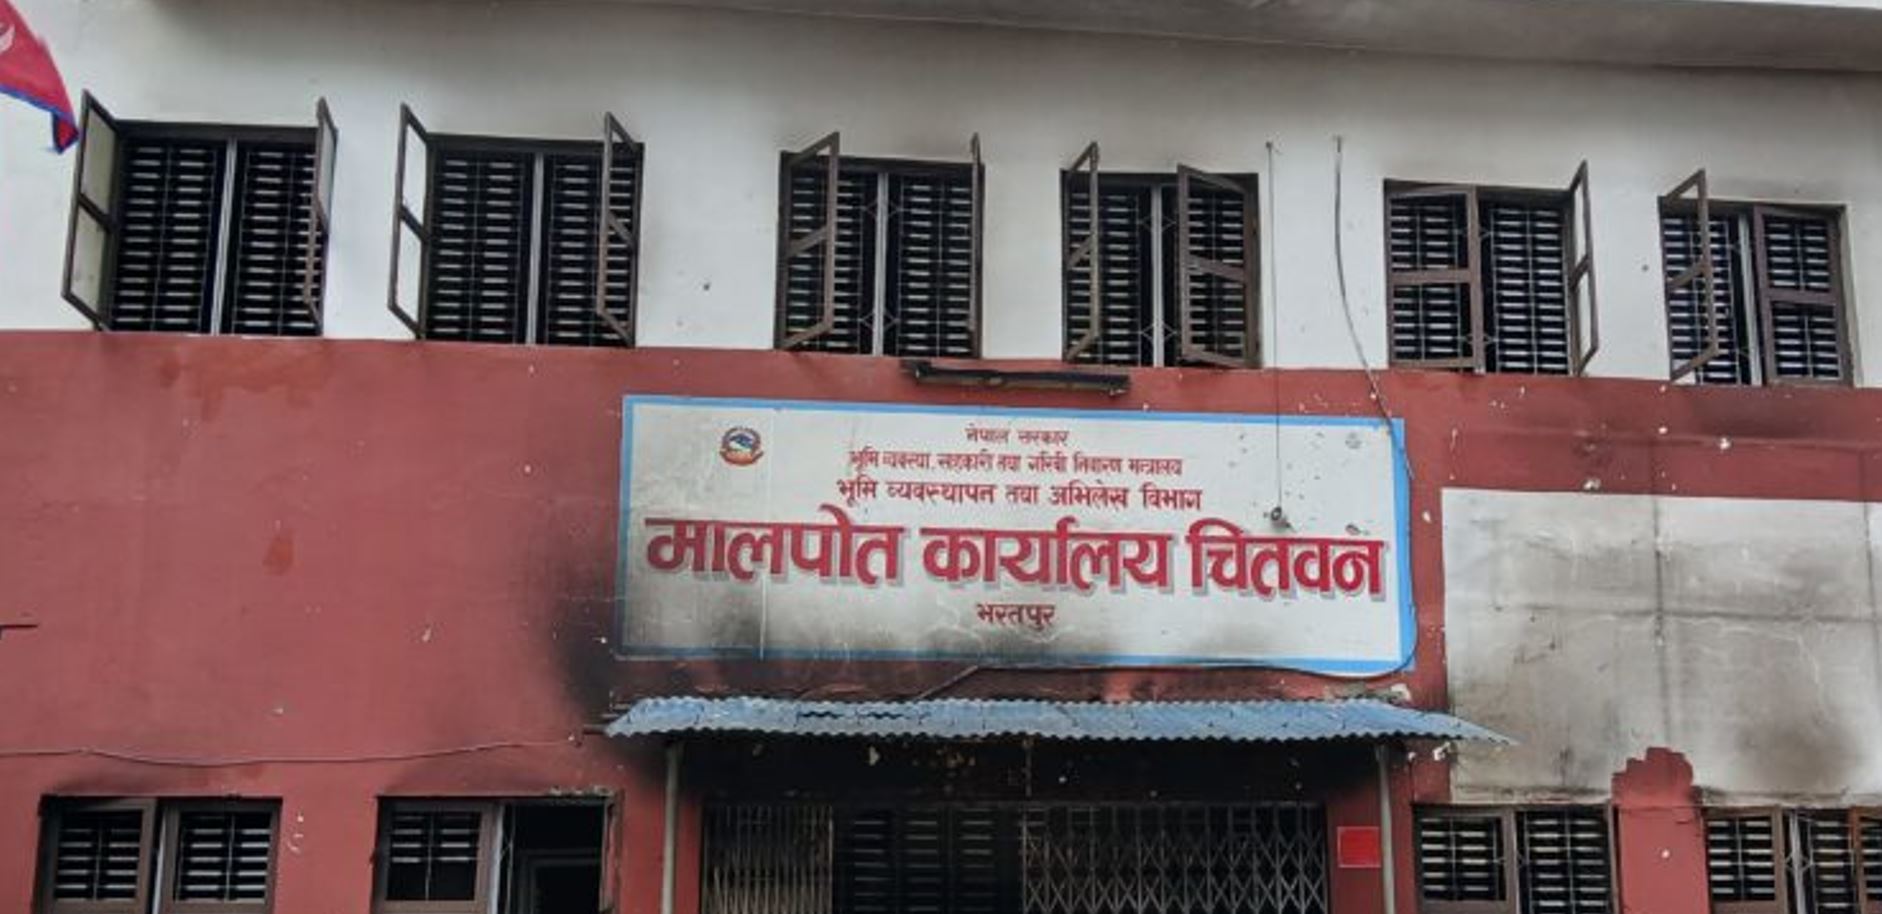 नेपाल सरकार
भूमि व्यवस्था, सहकारी तथा गरिबी निवारण मन्त्रालय
भूमि व्यवस्थापन तथा अभिलेख विभाग
मालपोत कार्यालय चितवन
भरतपुर